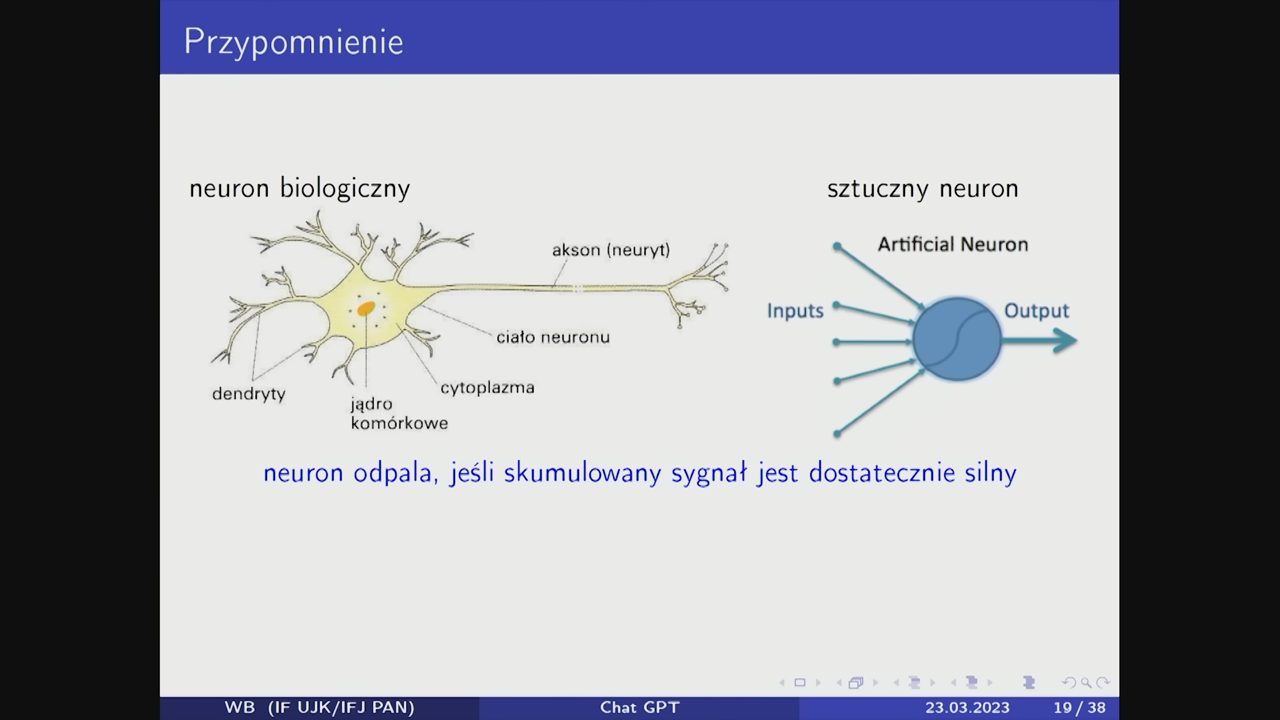 Przypomnienie
neuron biologiczny
akson (neuryt)
ciało neuronu
cytoplazma
dendryty
jądro
komórkowe
sztuczny neuron
Artificial Neuron
Inputs
Output
neuron odpala, jeśli skumulowany sygnał jest dostatecznie silny
WB (IF UJK/IFJ PAN)
Chat GPT
23.03.2023
19 / 38